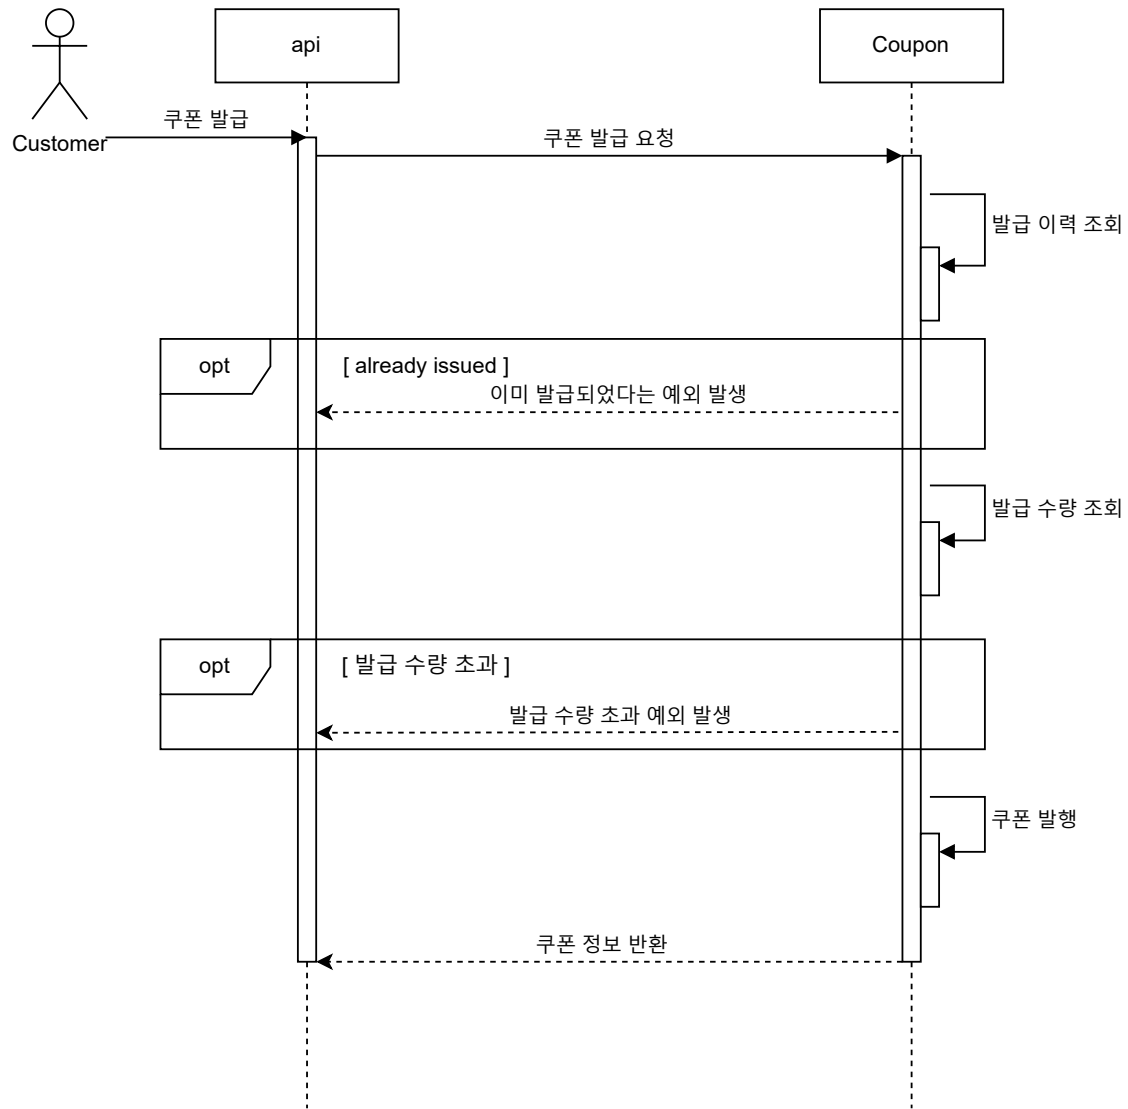 api
Coupon
Customer
쿠폰 발급
쿠폰 발급 요청
발급 이력 조회
opt
[ already issued ]
이미 발급되었다는 예외 발생
발급 수량 조회
opt
[ 발급 수량 초과 ]
발급 수량 초과 예외 발생
쿠폰 발행
쿠폰 정보 반환